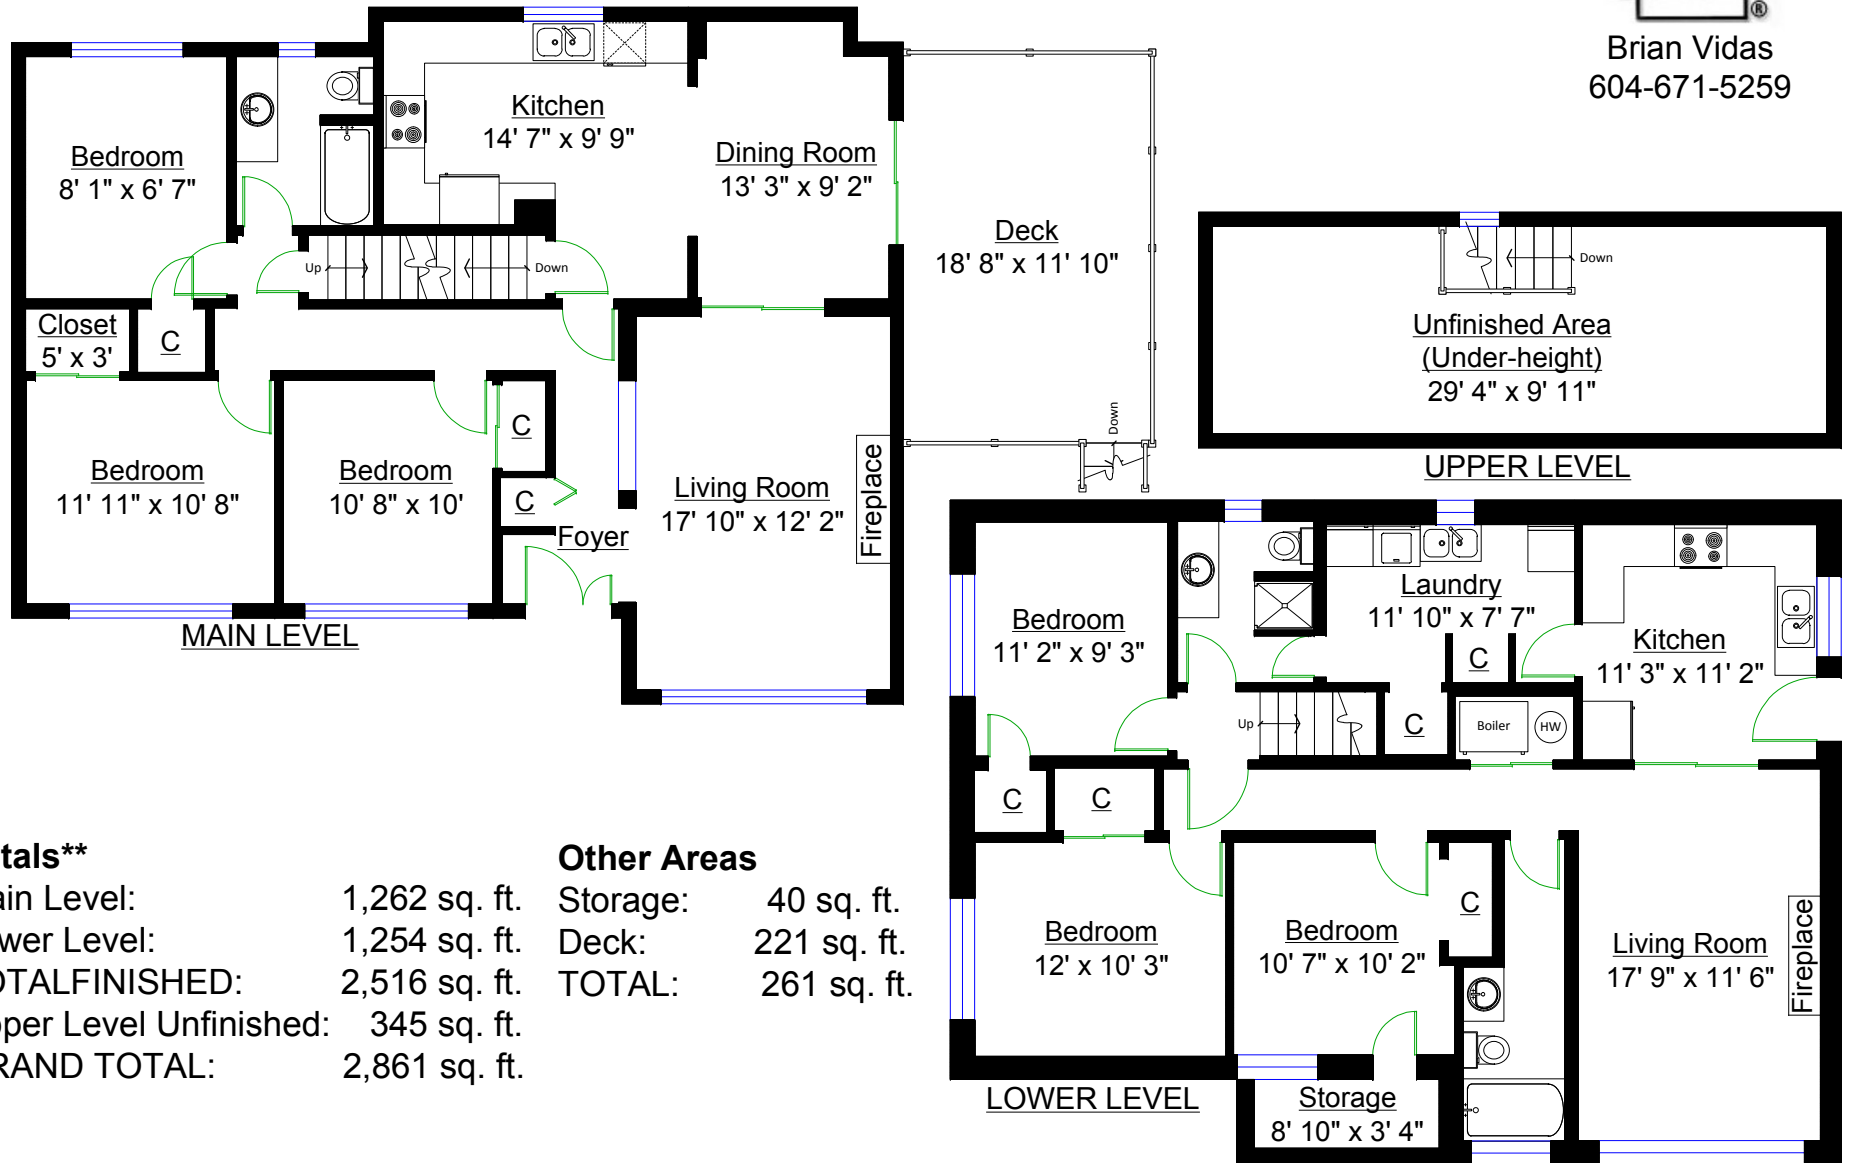 ®
Brian Vidas
604-671-5259
Kitchen
14' 7" x 9' 9"
Bedroom
8' 1" x 6' 7"
Dining Room
13' 3" x 9' 2"
Deck
18' 8" x 11' 10"
Up
Down
Closet
5' x 3'
C
C
C
Bedroom
11' 11" x 10' 8"
Bedroom
10' 8" x 10'
Living Room
17' 10" x 12' 2"
Fireplace
Foyer
Down
MAIN LEVEL
Down
Unfinished Area
(Under-height)
29' 4" x 9' 11"
UPPER LEVEL
Bedroom
11' 2" x 9' 3"
Laundry
11' 10" x 7' 7"
C
Kitchen
11' 3" x 11' 2"
Up
C
Boiler
HW
C
C
Bedroom
12' x 10' 3"
Bedroom
10' 7" x 10' 2"
C
Living Room
17' 9" x 11' 6"
Fireplace
Storage
8' 10" x 3' 4"
LOWER LEVEL
tals**
ain Level: 1,262 sq. ft.
wer Level: 1,254 sq. ft.
OTALFINISHED: 2,516 sq. ft.
pper Level Unfinished: 345 sq. ft.
RAND TOTAL: 2,861 sq. ft.
Other Areas
Storage: 40 sq. ft.
Deck: 221 sq. ft.
TOTAL: 261 sq. ft.